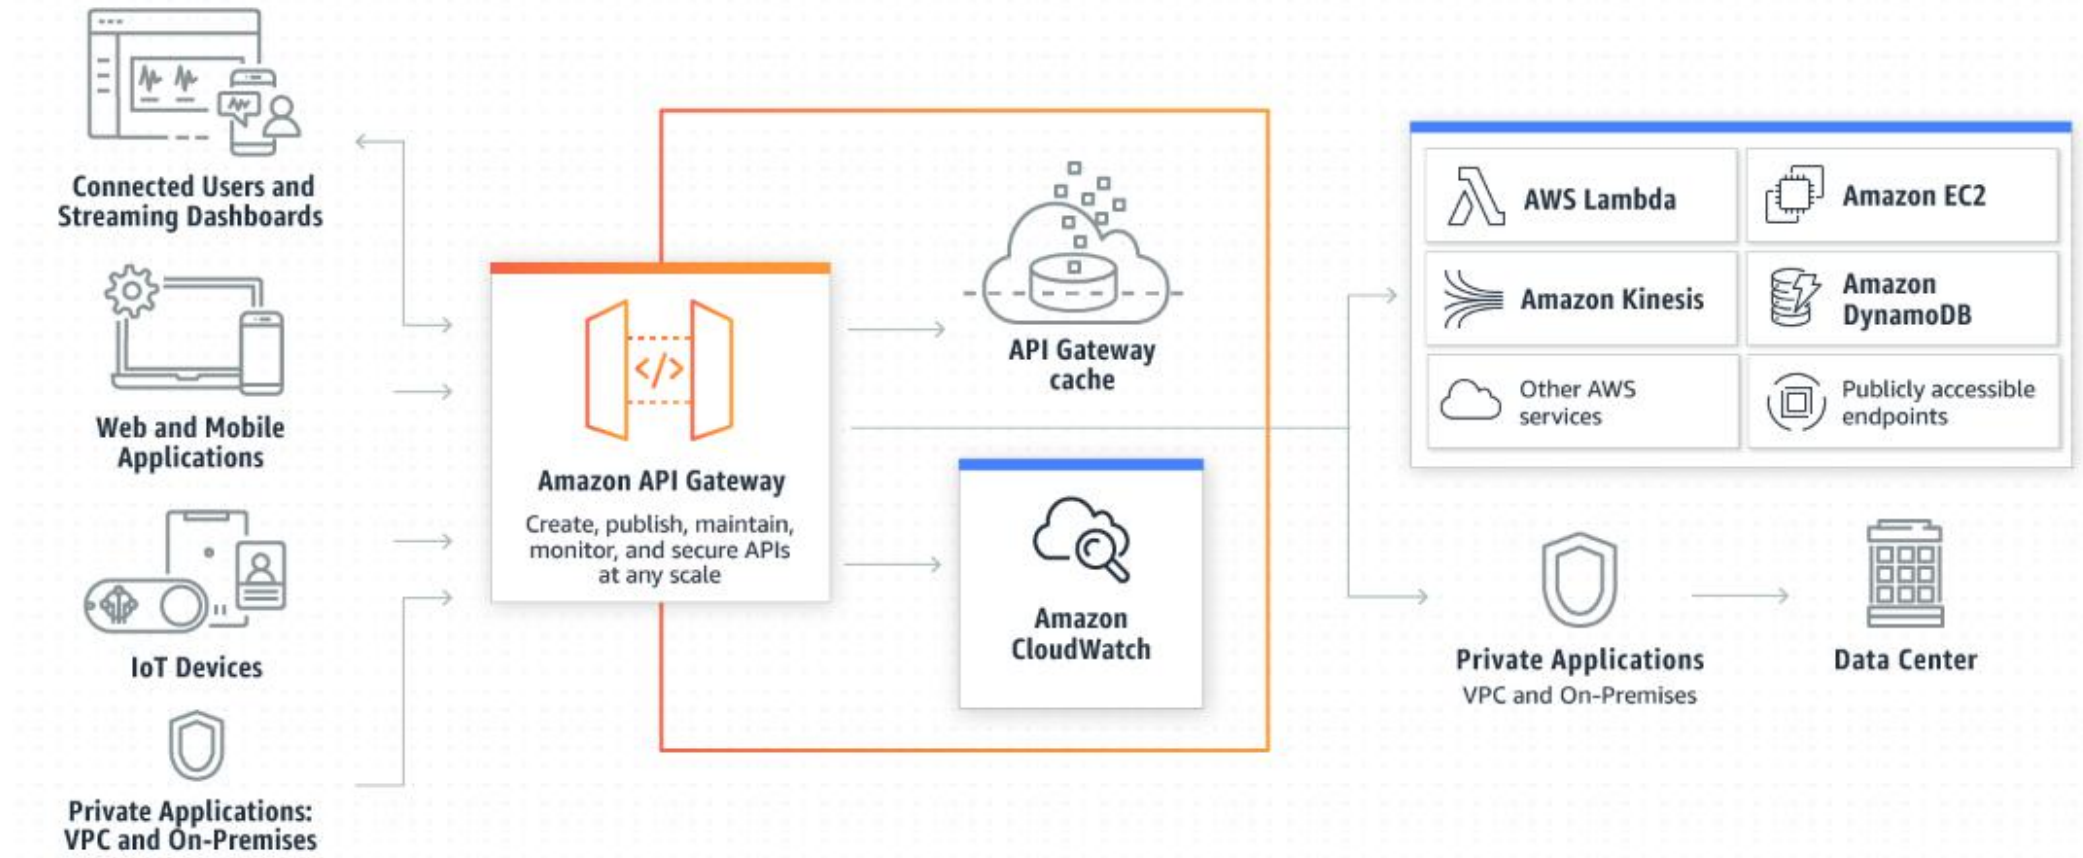 Connected Users and
Streaming Dashboards
Web and Mobile
Applications
IoT Devices
Private Applications:
VPC and On-Premises
</>
Amazon API Gateway
Create, publish, maintain,
monitor, and secure APIs
at any scale
API Gateway
cache
Amazon
CloudWatch
AWS Lambda
Amazon EC2
Amazon Kinesis
Amazon
DynamoDB
Other AWS
services
Publicly accessible
endpoints
Private Applications
VPC and On-Premises
Data Center